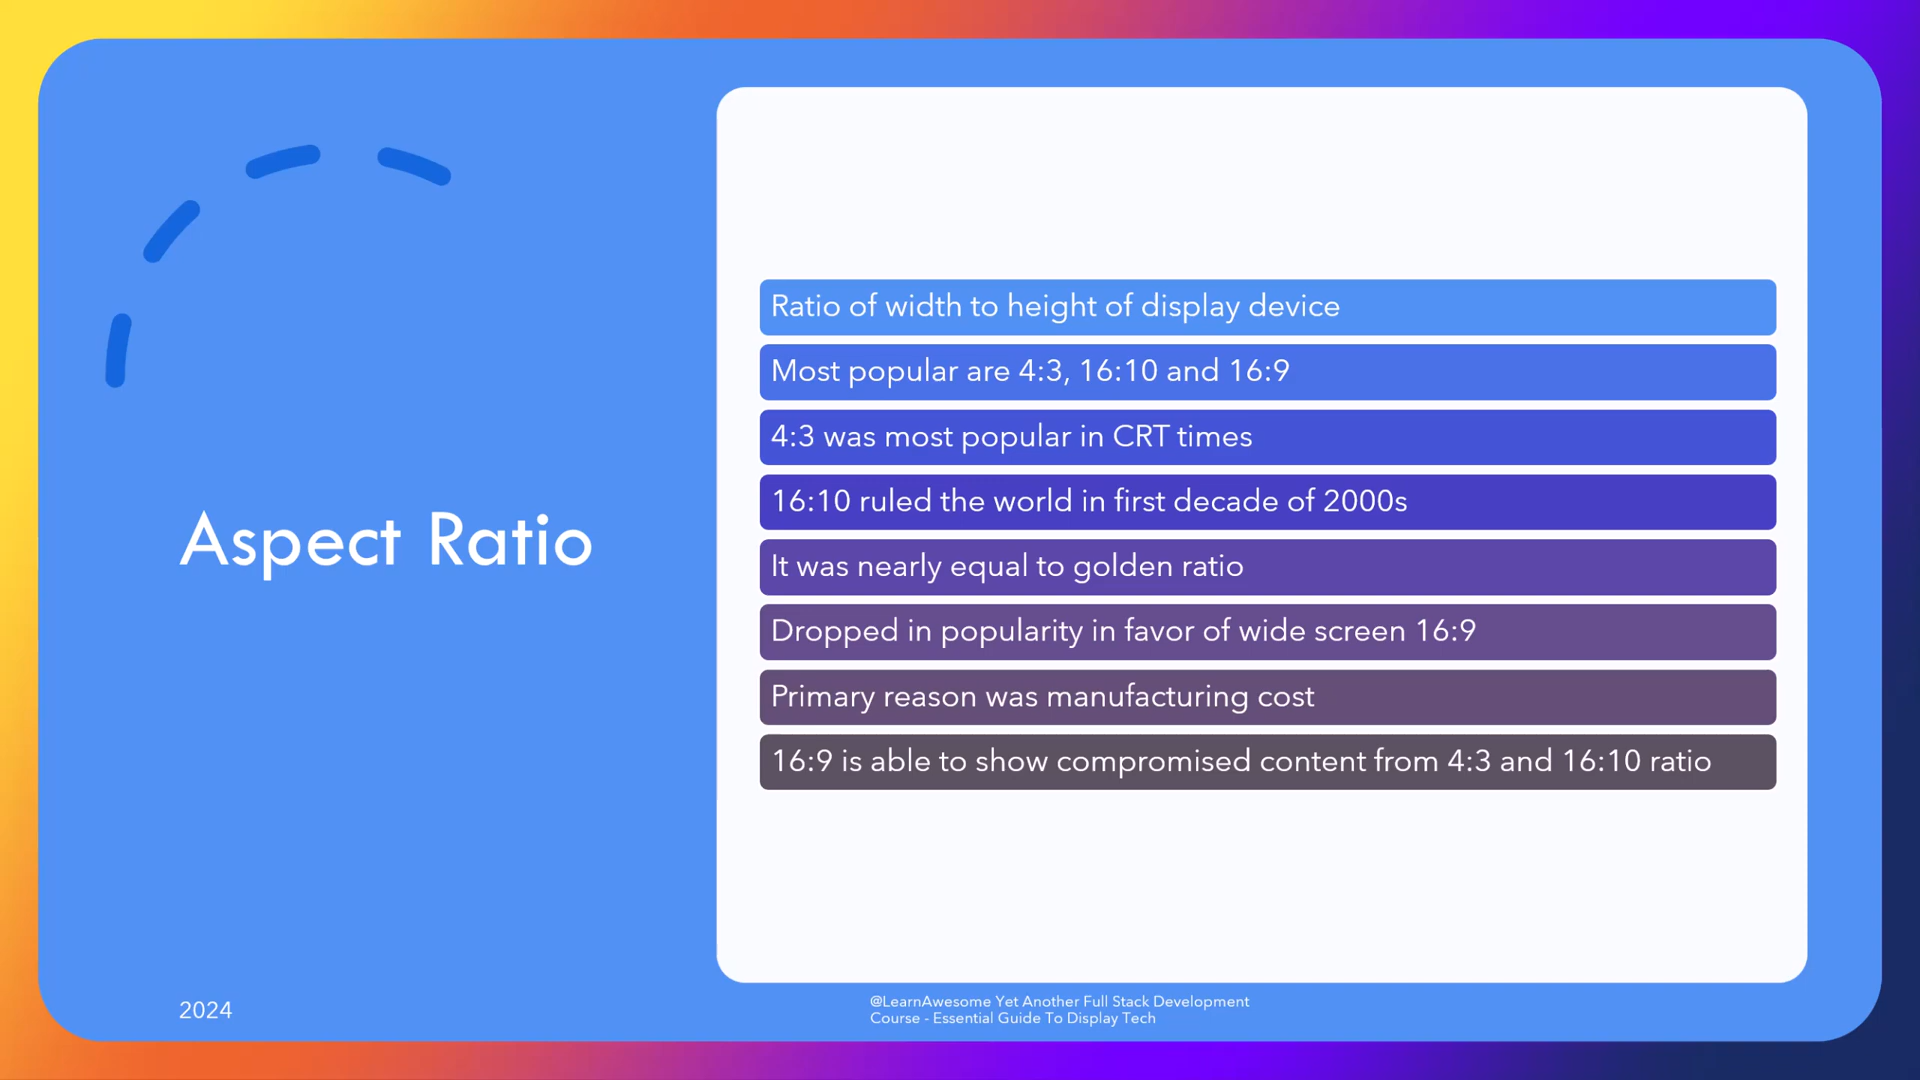 Aspect Ratio
Ratio of width to height of display device
Most popular are 4:3, 16:10 and 16:9
4:3 was most popular in CRT times
16:10 ruled the world in first decade of 2000s
It was nearly equal to golden ratio
Dropped in popularity in favor of wide screen 16:9
Primary reason was manufacturing cost
16:9 is able to show compromised content from 4:3 and 16:10 ratio
2024
@LearnAwesome Yet Another Full Stack Development
Course - Essential Guide To Display Tech